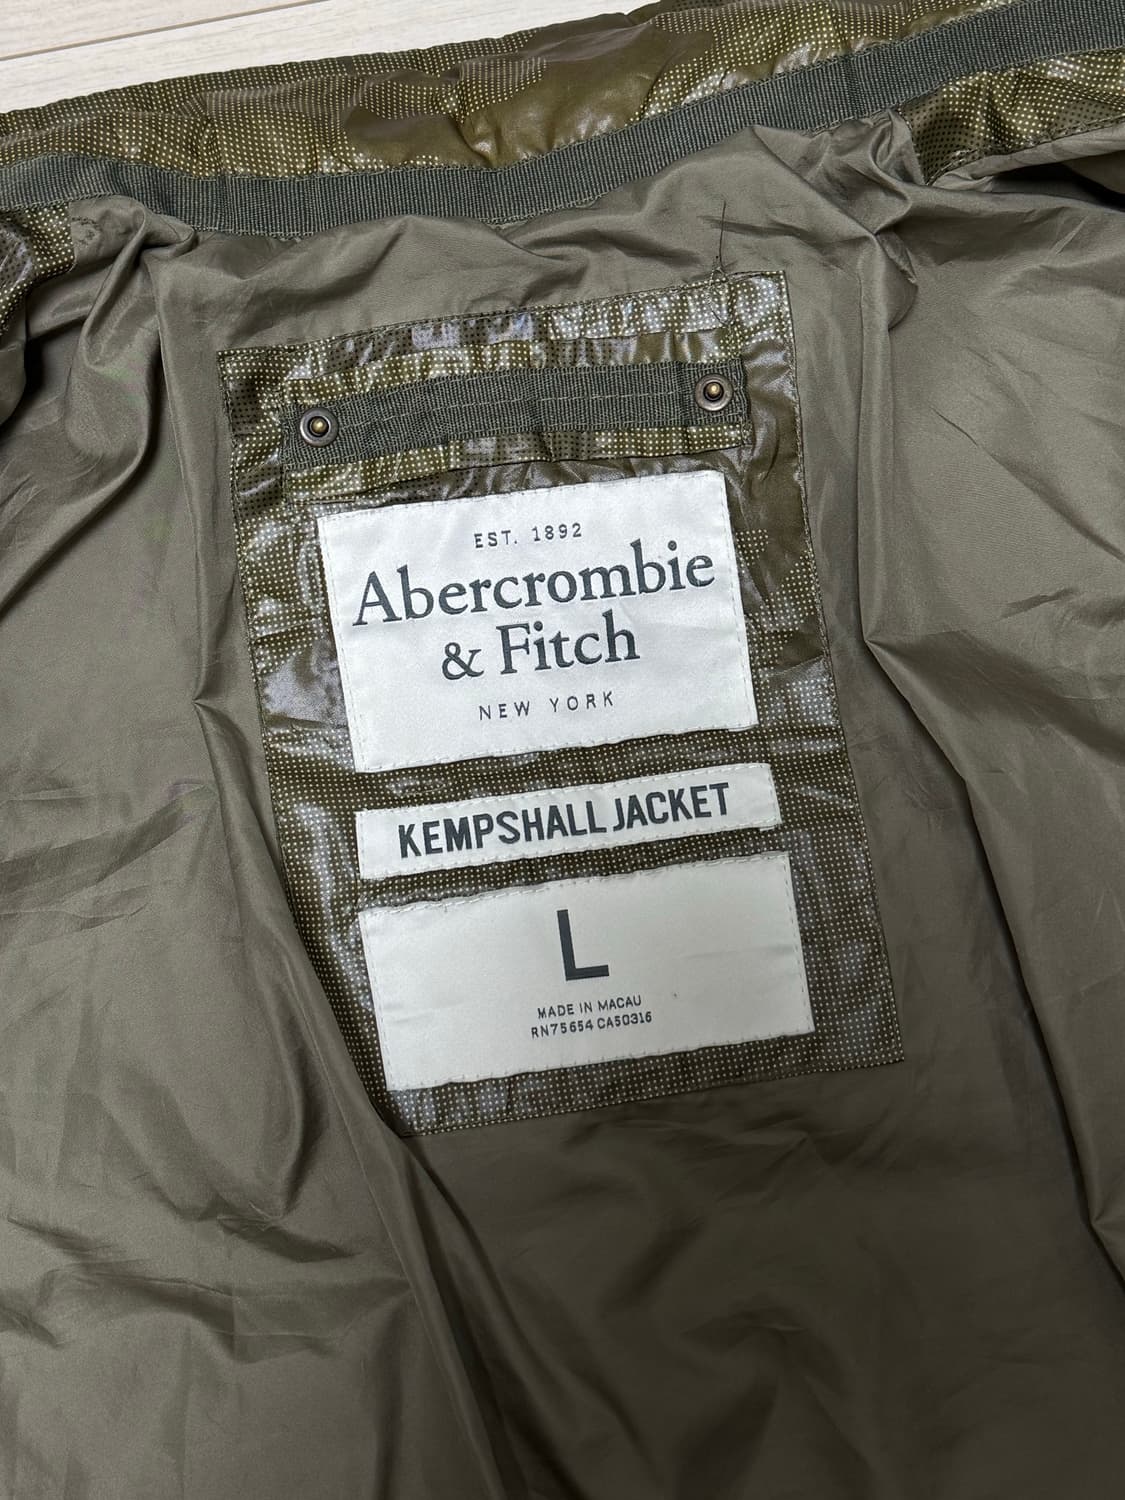 EST. 1892
Abercrombie
& Fitch
NEW YORK
KEMPSHALL JACKET
L
MADE IN MACAU
RN75654 CA50316